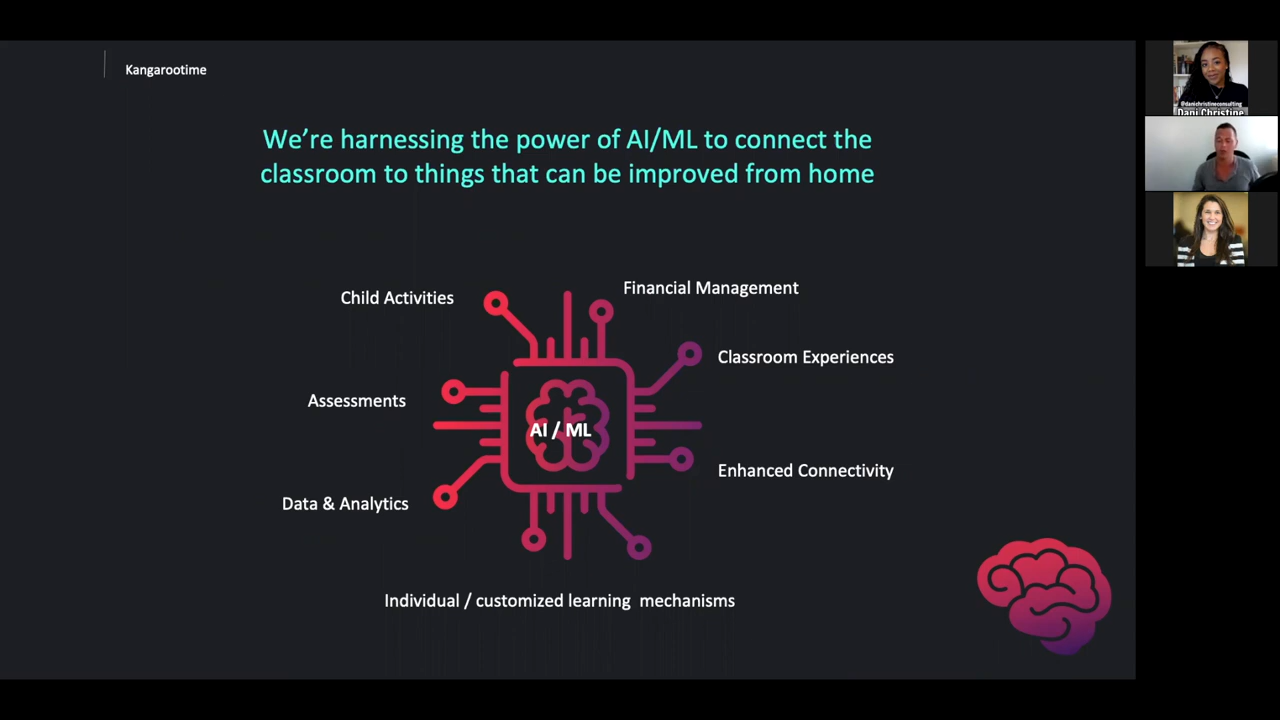 Kangarootime
We’re harnessing the power of AI/ML to connect the
classroom to things that can be improved from home
Child Activities
Financial Management
Classroom Experiences
Assessments
AI / ML
Enhanced Connectivity
Data & Analytics
Individual / customized learning mechanisms
@danichristineconsulting
Dani Christine